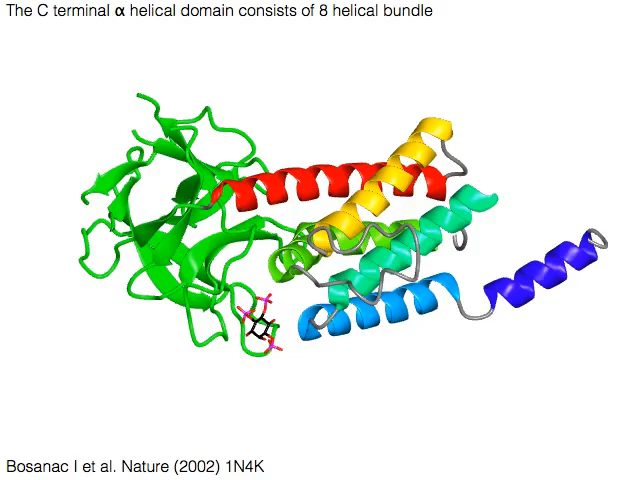 The C terminal α helical domain consists of 8 helical bundle
Bosanac I et al. Nature (2002) 1N4K